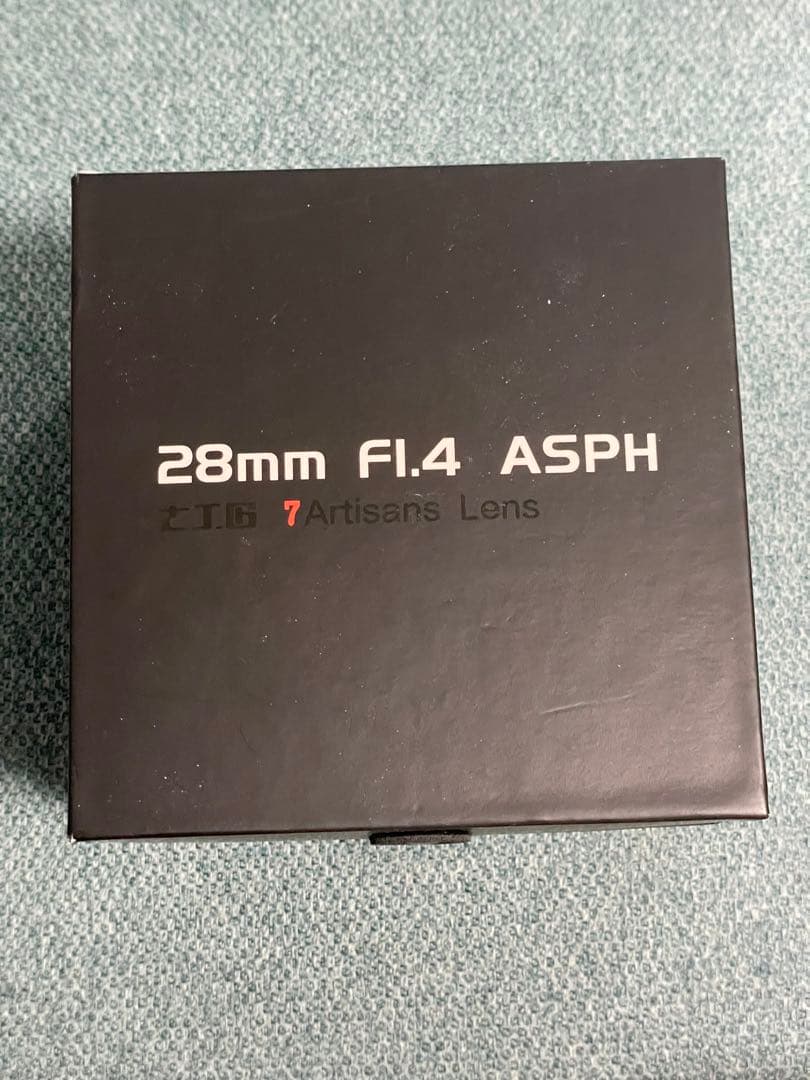 28mm F1.4 ASPH
七工匠 7Artisans Lens